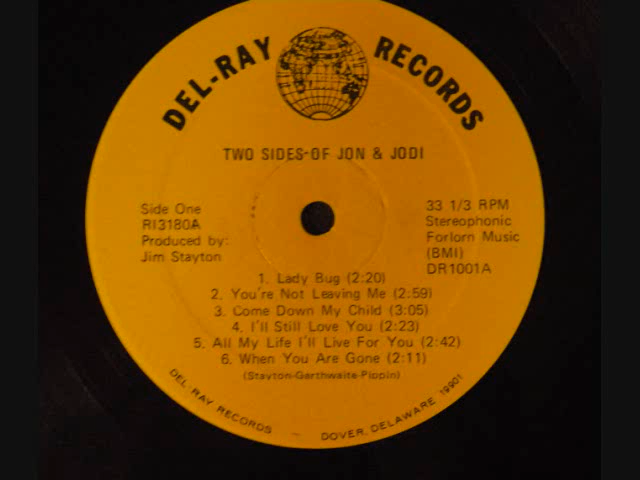 DEL-RAY RECORDS
TWO SIDES OF JON & JODI
Side One
RI3180A
Produced by:
Jim Stayton
33 1/3 RPM
Stereophonic
Forlorn Music
(BMI)
DR1001A
1. Lady Bug (2:20)
2. You're Not Leaving Me (2:59)
3. Come Down My Child (3:05)
4. I'll Still Love You (2:23)
5. All My Life I'll Live For You (2:42)
6. When You Are Gone (2:11)
(Stayton-Garthwaite-Pippin)
DEL RAY RECORDS
DOVER, DELAWARE 19901